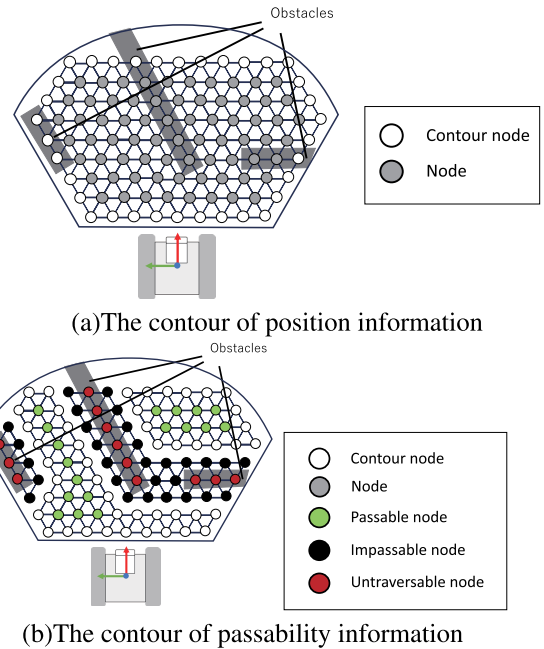 Obstacles
Contour node
Node
(a)The contour of position information
Obstacles
Contour node
Node
Passable node
Impassable node
Untraversable node
(b)The contour of passability information